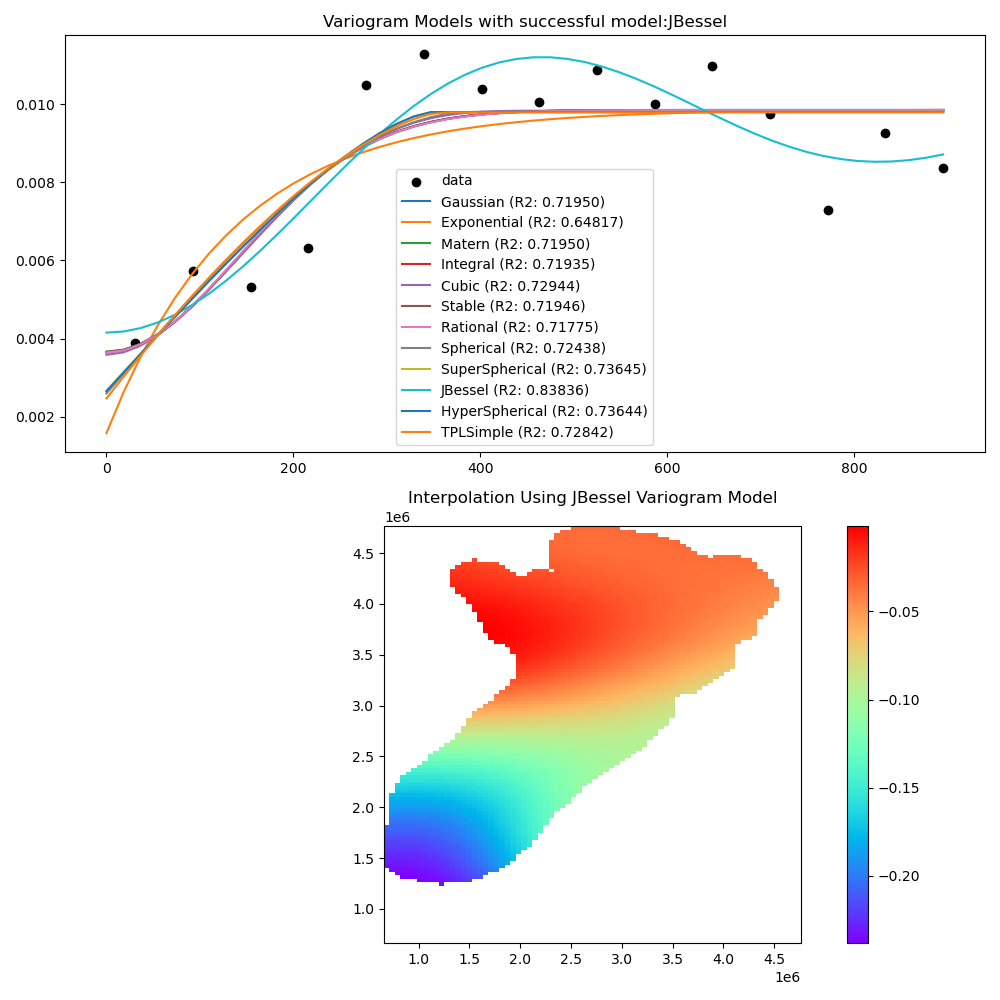 Variogram Models with successful model:JBessel
0.010
0.008
0.006
0.004
0.002
data
Gaussian (R2: 0.71950)
Exponential (R2: 0.64817)
Matern (R2: 0.71950)
Integral (R2: 0.71935)
Cubic (R2: 0.72944)
Stable (R2: 0.71946)
Rational (R2: 0.71775)
Spherical (R2: 0.72438)
SuperSpherical (R2: 0.73645)
JBessel (R2: 0.83836)
HyperSpherical (R2: 0.73644)
TPLSimple (R2: 0.72842)
0 200 400 600 800
Interpolation Using JBessel Variogram Model
1e6
4.5
4.0
3.5
3.0
2.5
2.0
1.5
1.0
1.0 1.5 2.0 2.5 3.0 3.5 4.0 4.5
1e6
−0.05
−0.10
−0.15
−0.20